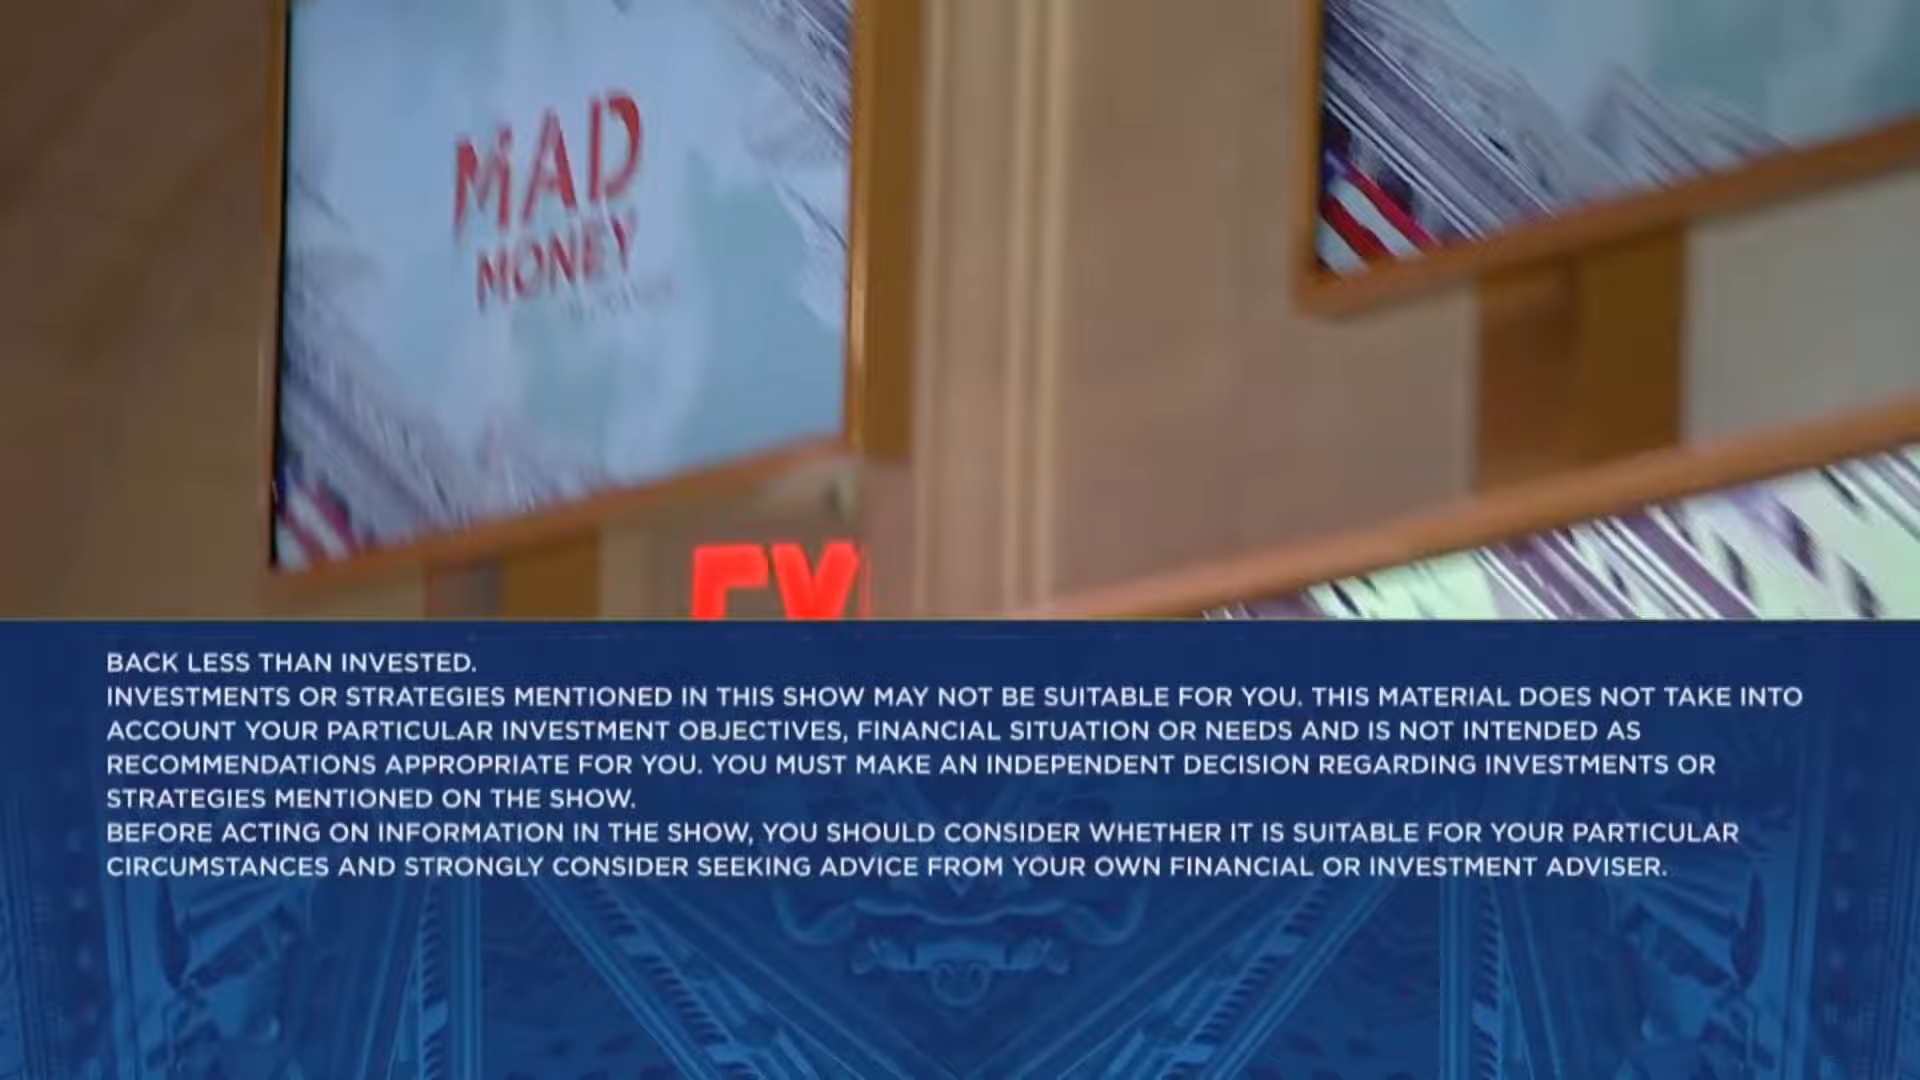 MAD
MONEY
EX
BACK LESS THAN INVESTED.
INVESTMENTS OR STRATEGIES MENTIONED IN THIS SHOW MAY NOT BE SUITABLE FOR YOU. THIS MATERIAL DOES NOT TAKE INTO
ACCOUNT YOUR PARTICULAR INVESTMENT OBJECTIVES, FINANCIAL SITUATION OR NEEDS AND IS NOT INTENDED AS
RECOMMENDATIONS APPROPRIATE FOR YOU. YOU MUST MAKE AN INDEPENDENT DECISION REGARDING INVESTMENTS OR
STRATEGIES MENTIONED ON THE SHOW.
BEFORE ACTING ON INFORMATION IN THE SHOW, YOU SHOULD CONSIDER WHETHER IT IS SUITABLE FOR YOUR PARTICULAR
CIRCUMSTANCES AND STRONGLY CONSIDER SEEKING ADVICE FROM YOUR OWN FINANCIAL OR INVESTMENT ADVISER.